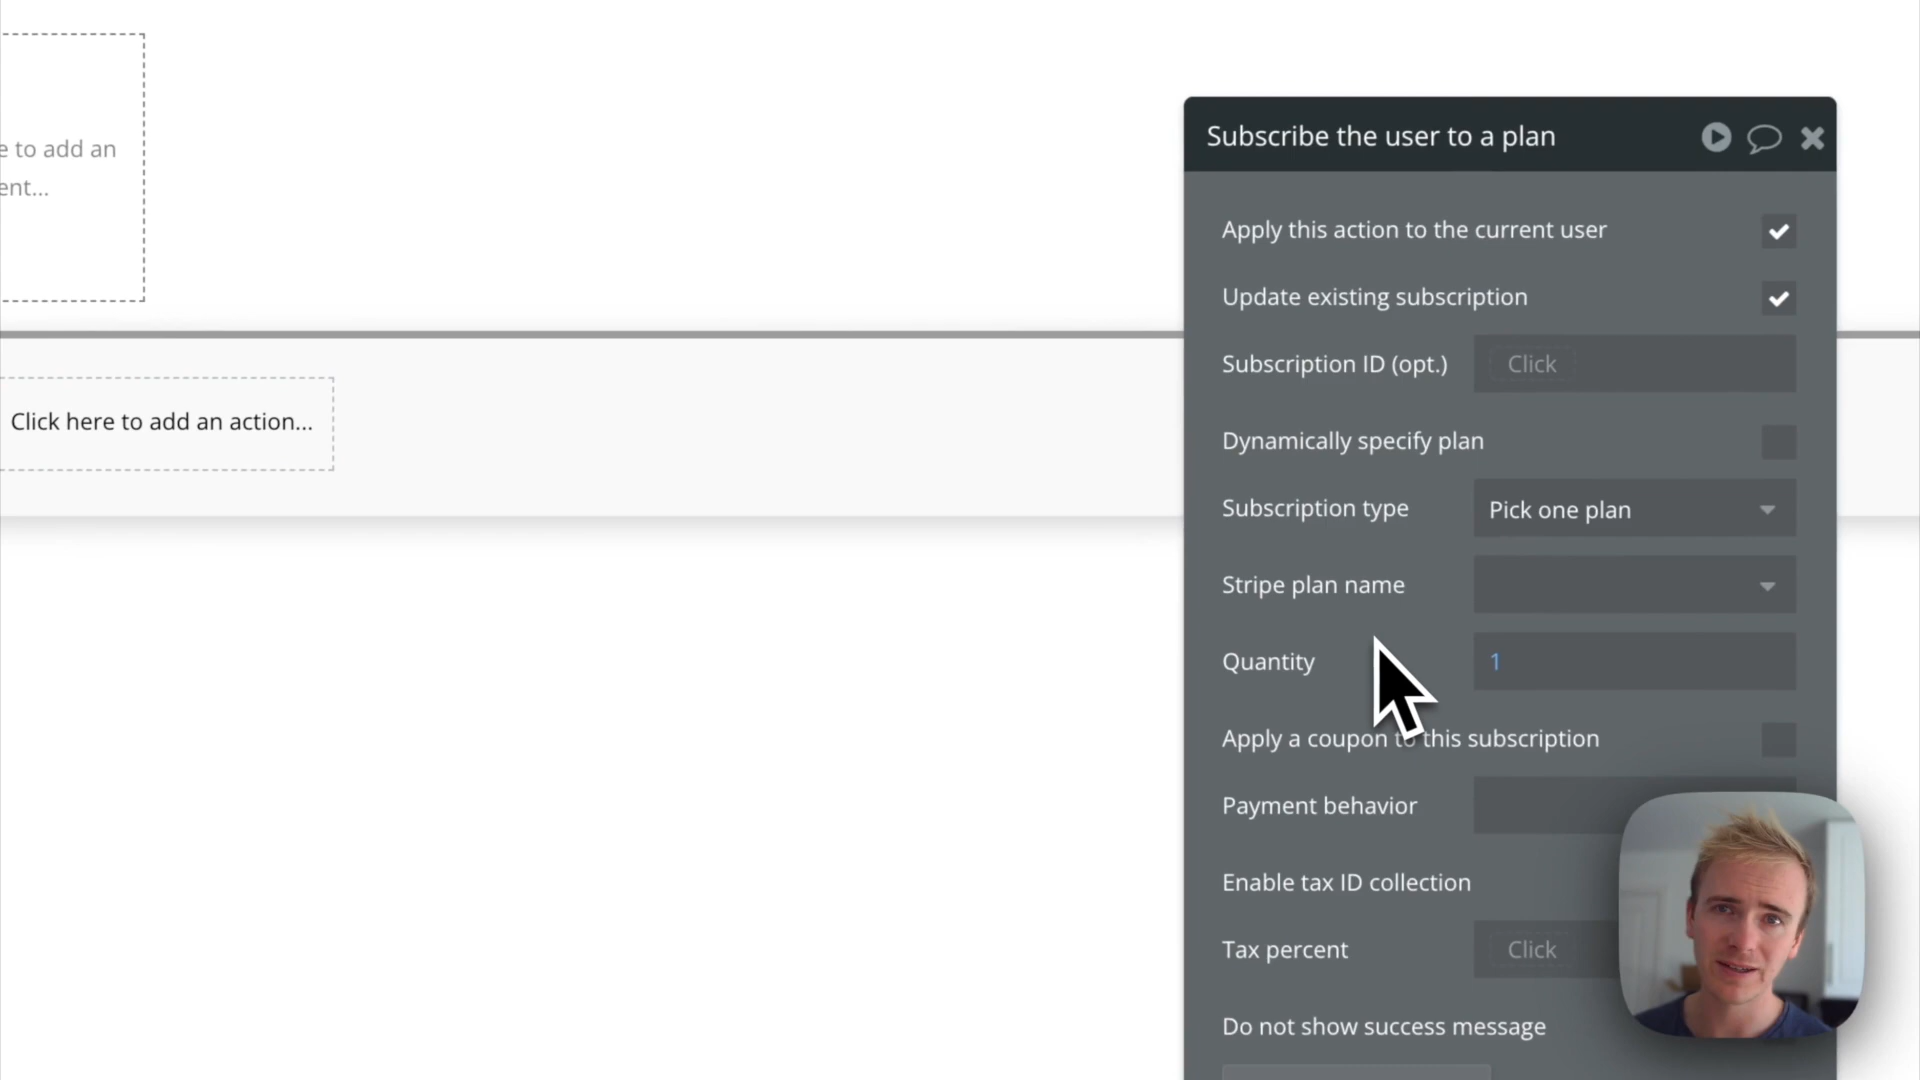 e to add an
ent...
Click here to add an action...
Subscribe the user to a plan
Apply this action to the current user
Update existing subscription
Subscription ID (opt.) Click
Dynamically specify plan
Subscription type Pick one plan
Stripe plan name
Quantity 1
Apply a coupon to this subscription
Payment behavior
Enable tax ID collection
Tax percent Click
Do not show success message